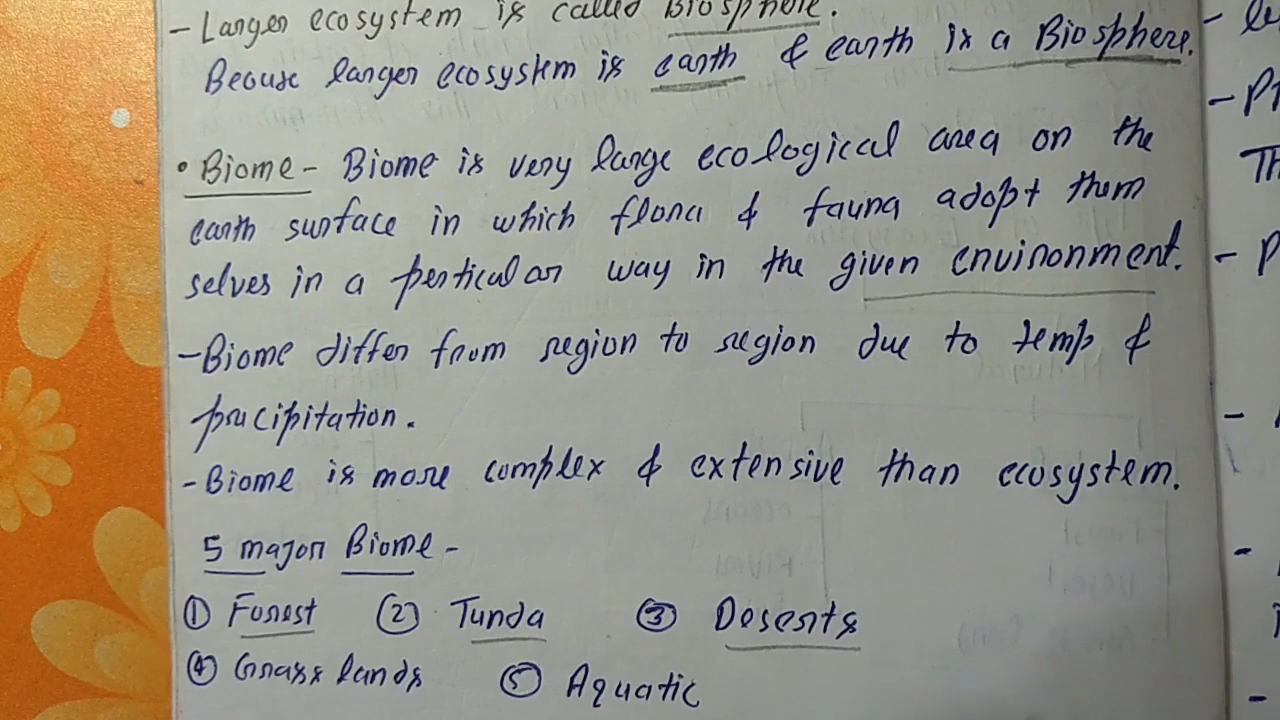 - Larger ecosystem is called Biosphere.
Beause larger ecosystem is earth & earth is a Biosphere.
• Biome - Biome is very large ecological area on the
earth surface in which flora & fauna adopt them
selves in a perticular way in the given environment.
- Biome differ from region to region due to temp &
precipitation.
- Biome is more complex & extensive than ecosystem.
5 major Biome -
① Forest ② Tunda ③ Deserts
④ Grass lands ⑤ Aquatic